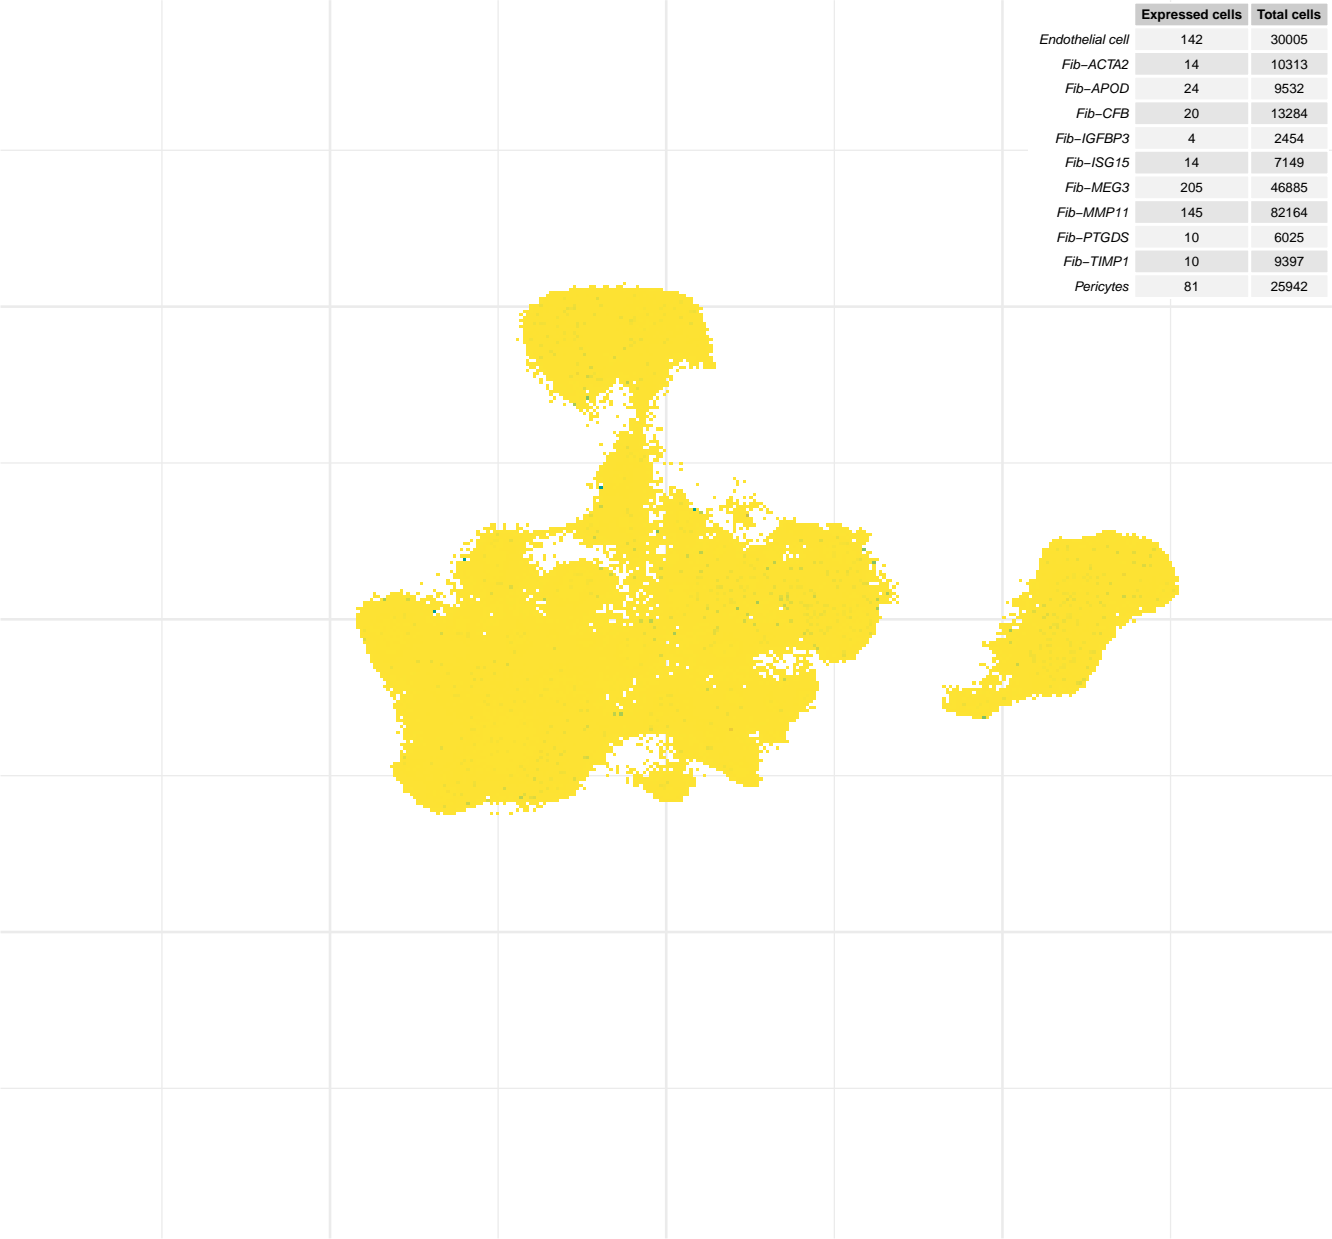 Expressed cells Total cells
Endothelial cell 142 30005
Fib−ACTA2 14 10313
Fib−APOD 24 9532
Fib−CFB 20 13284
Fib−IGFBP3 4 2454
Fib−ISG15 14 7149
Fib−MEG3 205 46885
Fib−MMP11 145 82164
Fib−PTGDS 10 6025
Fib−TIMP1 10 9397
Pericytes 81 25942